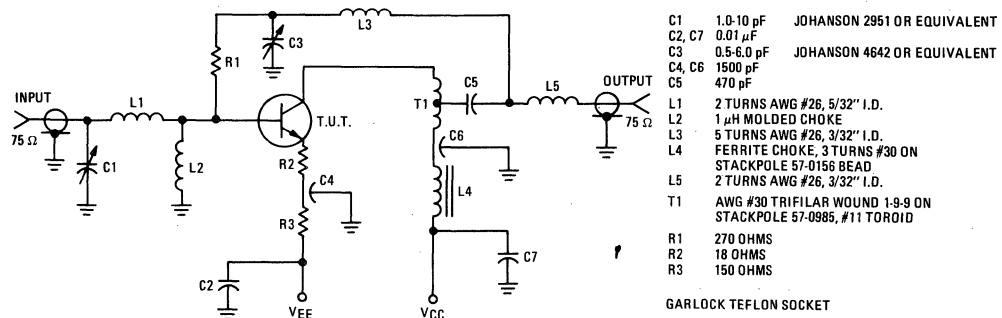 L3
C3
R1
INPUT
L1
75 Ω
C1
L2
T.U.T.
R2
C4
R3
C2
VEE
T1
C5
L5
OUTPUT
75 Ω
C6
L4
C7
VCC
C1 1.0-10 pF JOHANSON 2951 OR EQUIVALENT
C2, C7 0.01 μF
C3 0.5-6.0 pF JOHANSON 4642 OR EQUIVALENT
C4, C6 1500 pF
C5 470 pF
L1 2 TURNS AWG #26, 5/32" I.D.
L2 1 μH MOLDED CHOKE
L3 5 TURNS AWG #26, 3/32" I.D.
L4 FERRITE CHOKE, 3 TURNS #30 ON
STACKPOLE 57-0156 BEAD
L5 2 TURNS AWG #26, 3/32" I.D.
T1 AWG #30 TRIFILAR WOUND 1-9-9 ON
STACKPOLE 57-0985, #11 TOROID
R1 270 OHMS
R2 18 OHMS
R3 150 OHMS
GARLOCK TEFLON SOCKET